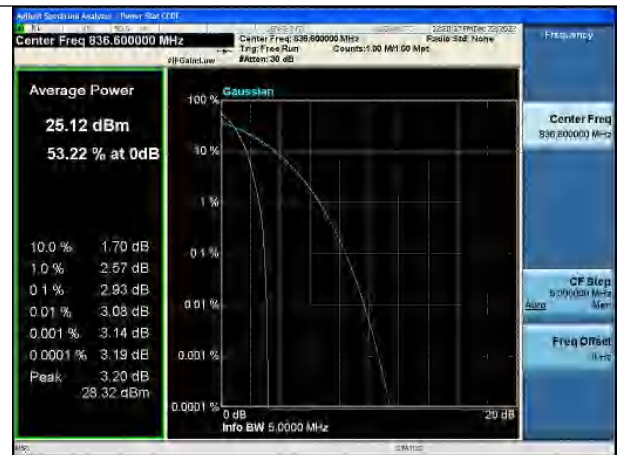 Agilent Spectrum Analyzer - Power Stat CCDF
Center Freq 836.600000 MHz
Center Freq: 836.600000 MHz
Radio Std: None
Trig: Free Run
Counts:1.00 M/1.00 Mpt
#IFGain:Low
#Atten: 30 dB
Frequency
Average Power
25.12 dBm
53.22 % at 0dB
10.0 % 1.70 dB
1.0 % 2.57 dB
0.1 % 2.93 dB
0.01 % 3.08 dB
0.001 % 3.14 dB
0.0001 % 3.19 dB
Peak 3.20 dB
28.32 dBm
Gaussian
100 %
10 %
1 %
0.1 %
0.01 %
0.001 %
0.0001 %
0 dB
20 dB
Info BW 5.0000 MHz
Center Freq
836.600000 MHz
CF Step
5.000000 MHz
Auto Man
Freq Offset
0 Hz
MSG
STATUS